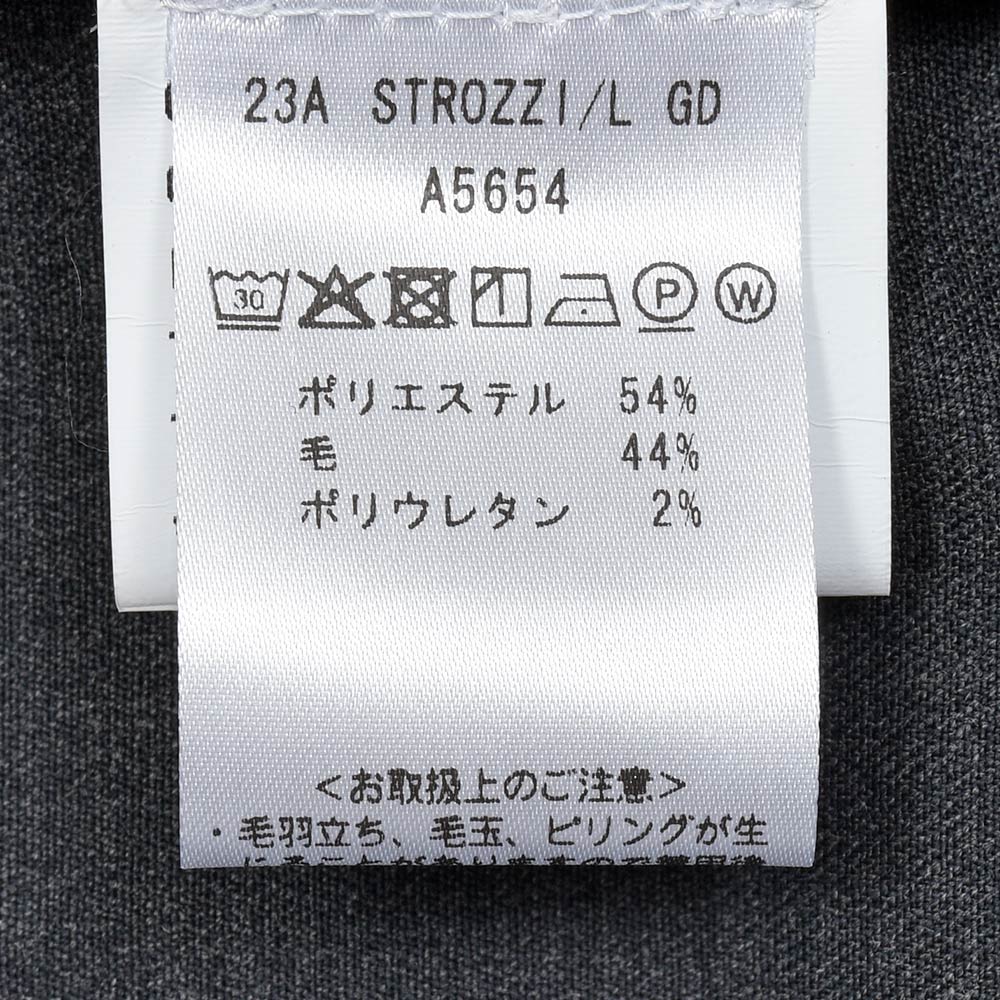 23A STROZZI/L GD
A5654
30 P W
ポリエステル 54%
毛 44%
ポリウレタン 2%
<お取扱上のご注意>
・毛羽立ち、毛玉、ピリングが生